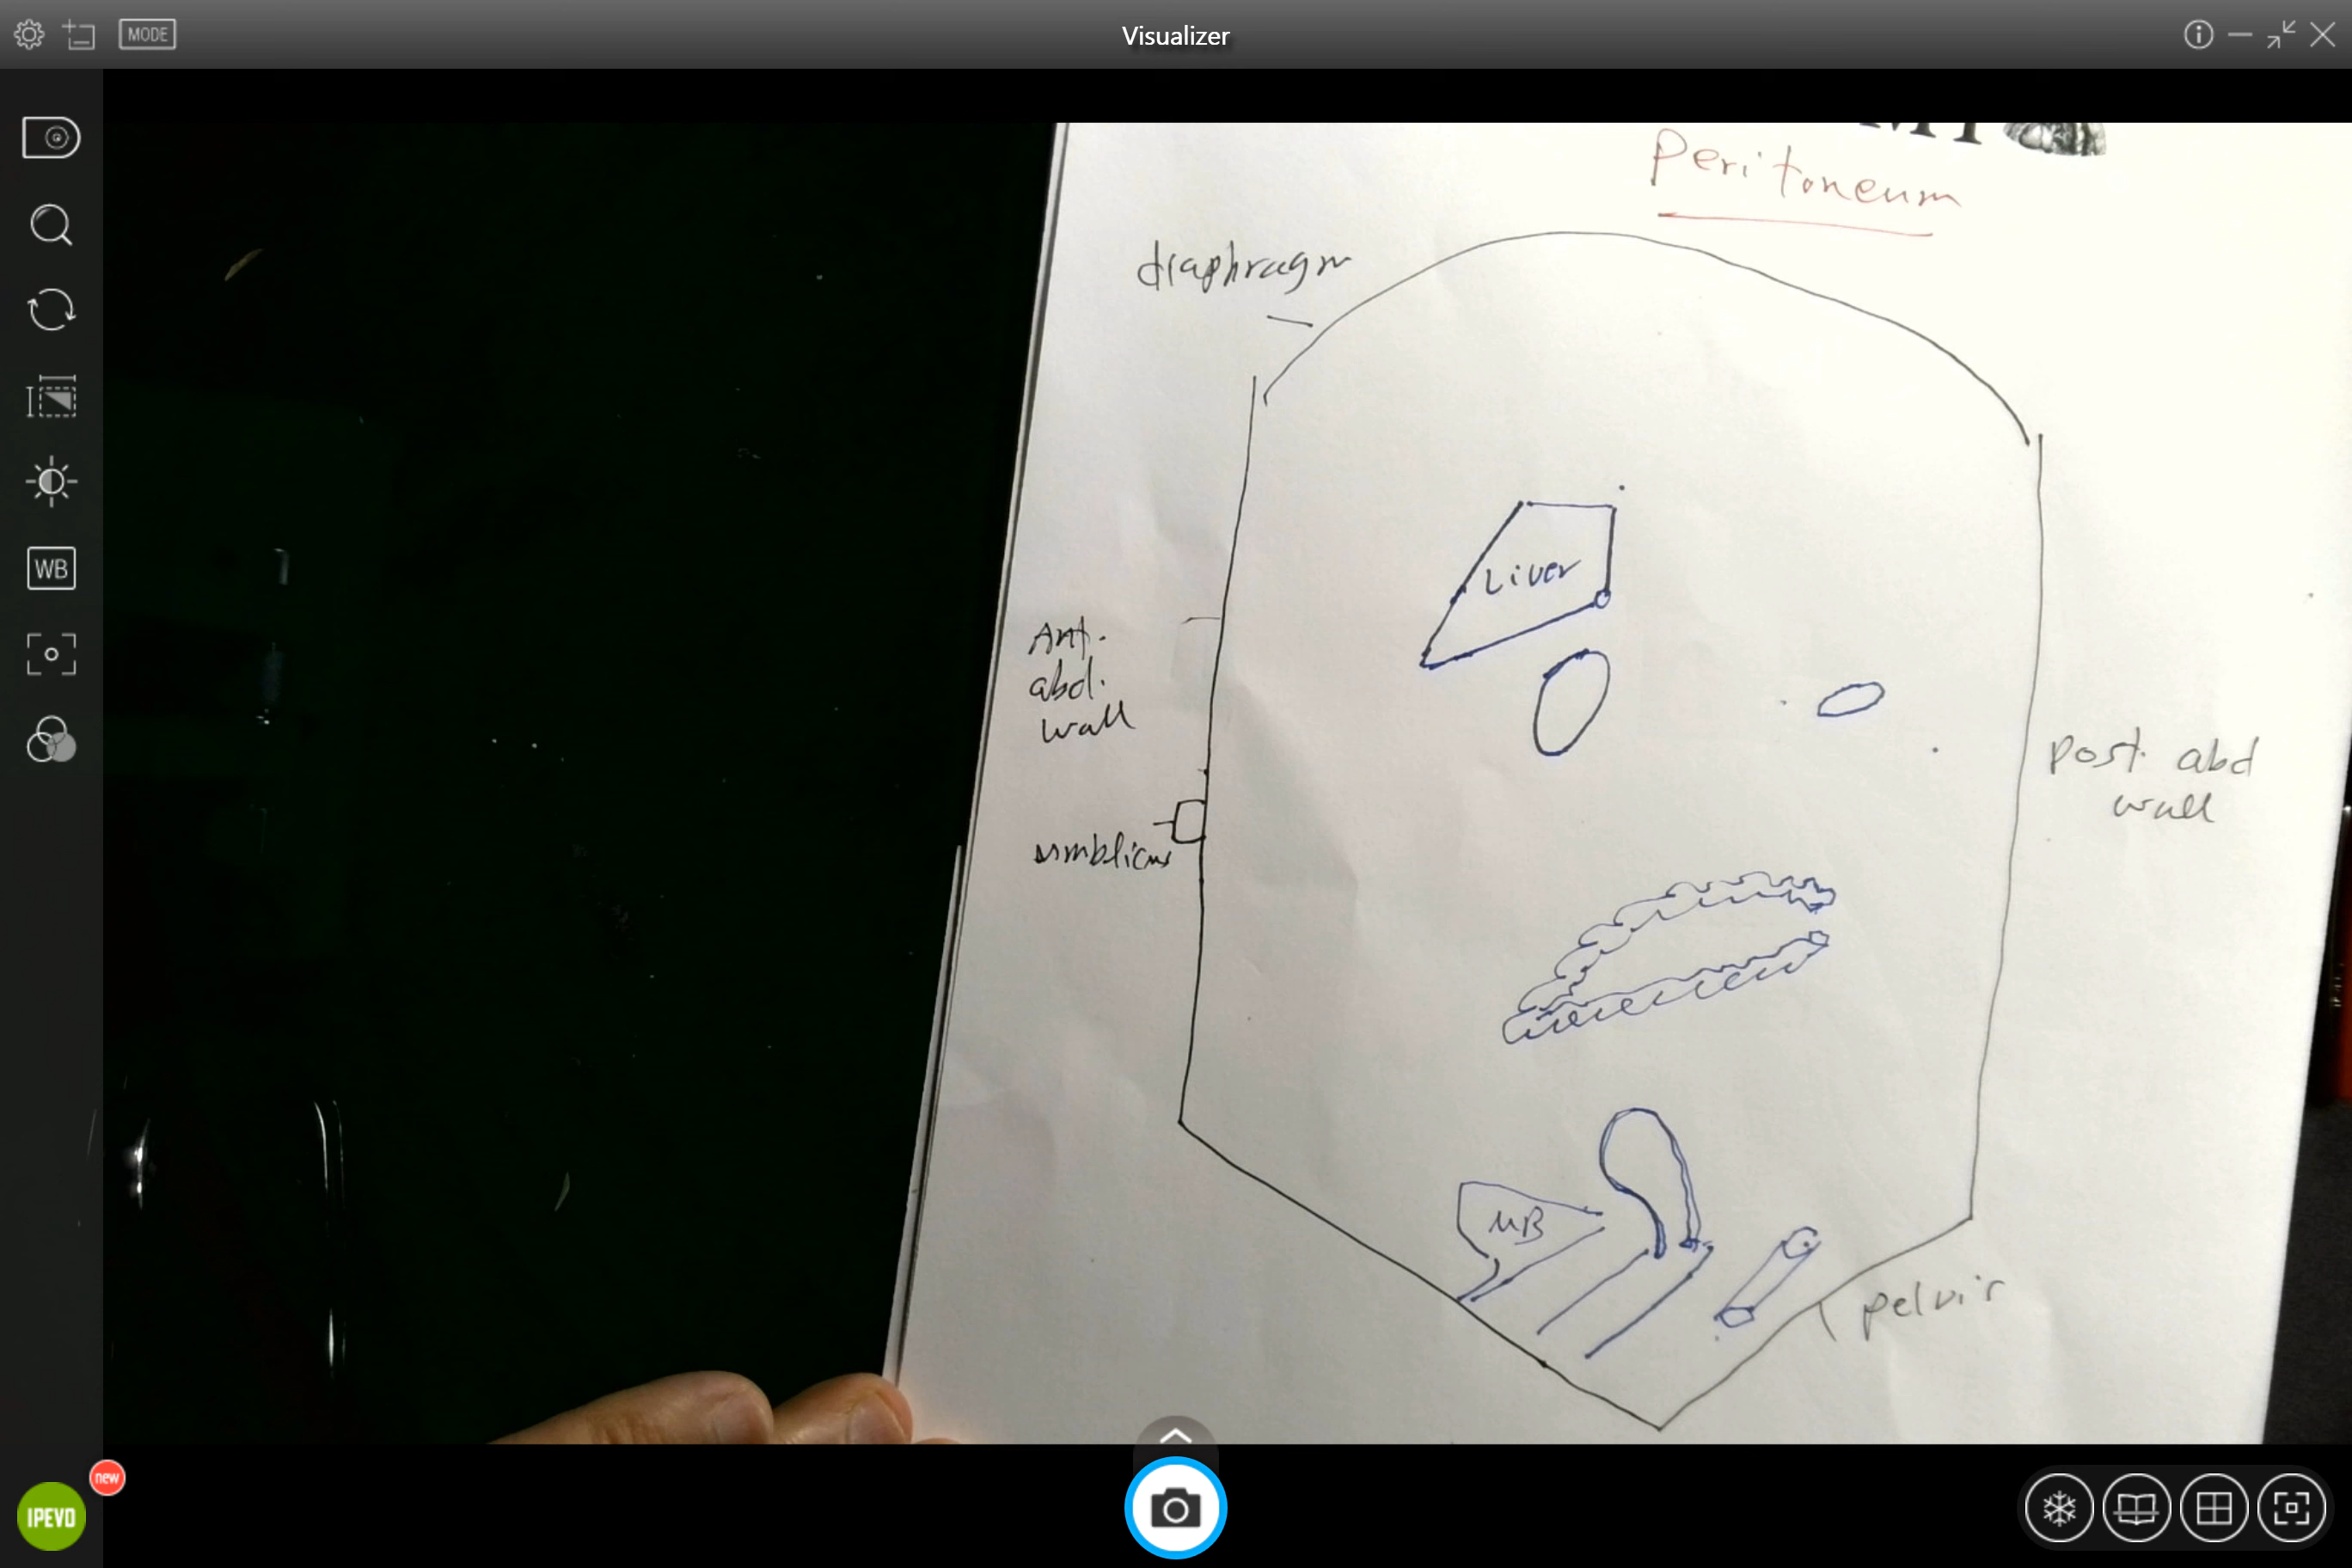 MODE
Visualizer
WB
Peritoneum
diaphragm
Liver
Ant.
abd.
wall
post. abd
wall
umblicus
UB
pelvis
new
IPEVO